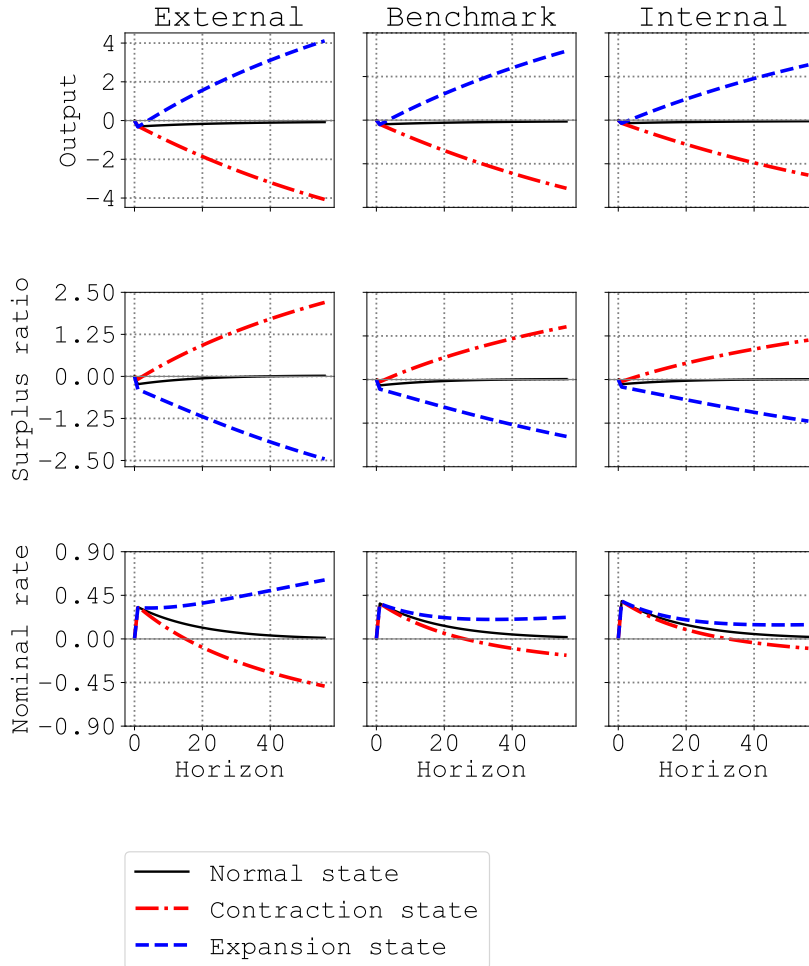 External Benchmark Internal
Output
4
2
0
−2
−4
Surplus ratio
2.50
1.25
0.00
−1.25
−2.50
Nominal rate
0.90
0.45
0.00
−0.45
−0.90
0 20 40 0 20 40 0 20 40
Horizon Horizon Horizon
Normal state
Contraction state
Expansion state